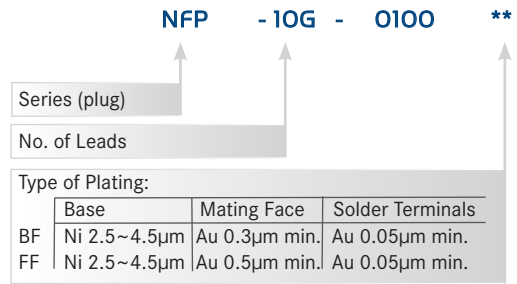 NFP - 10G - 0100 **
Series (plug)
No. of Leads
Type of Plating:
Base Mating Face Solder Terminals
BF Ni 2.5~4.5μm Au 0.3μm min. Au 0.05μm min.
FF Ni 2.5~4.5μm Au 0.5μm min. Au 0.05μm min.